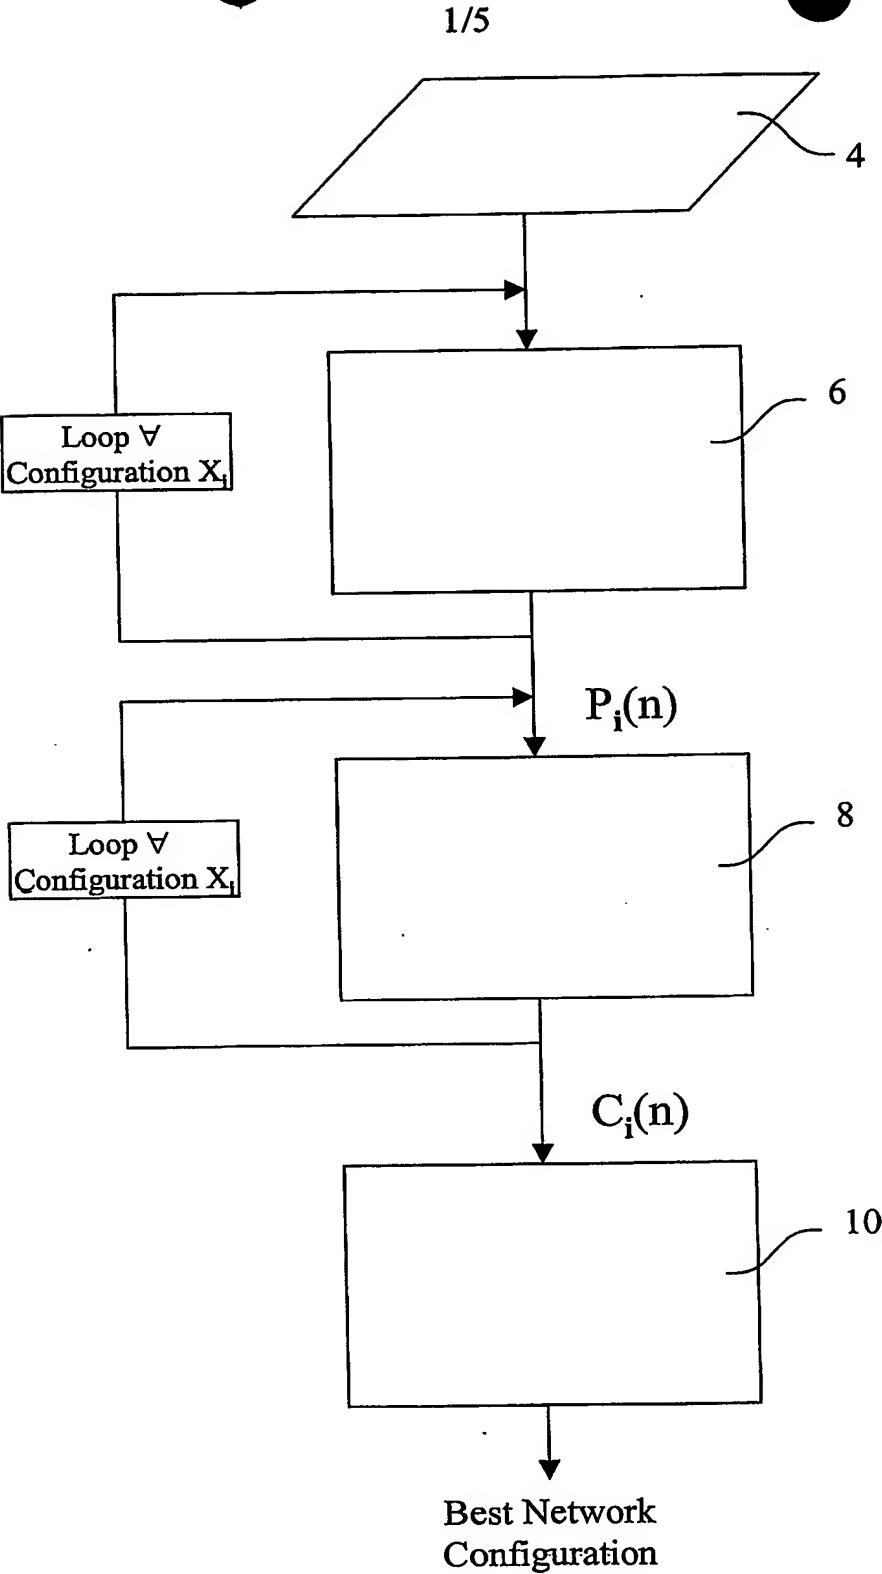 1/5
4
6
Loop ∀
Configuration Xi
Pi(n)
8
Loop ∀
Configuration Xi
Ci(n)
10
Best Network
Configuration